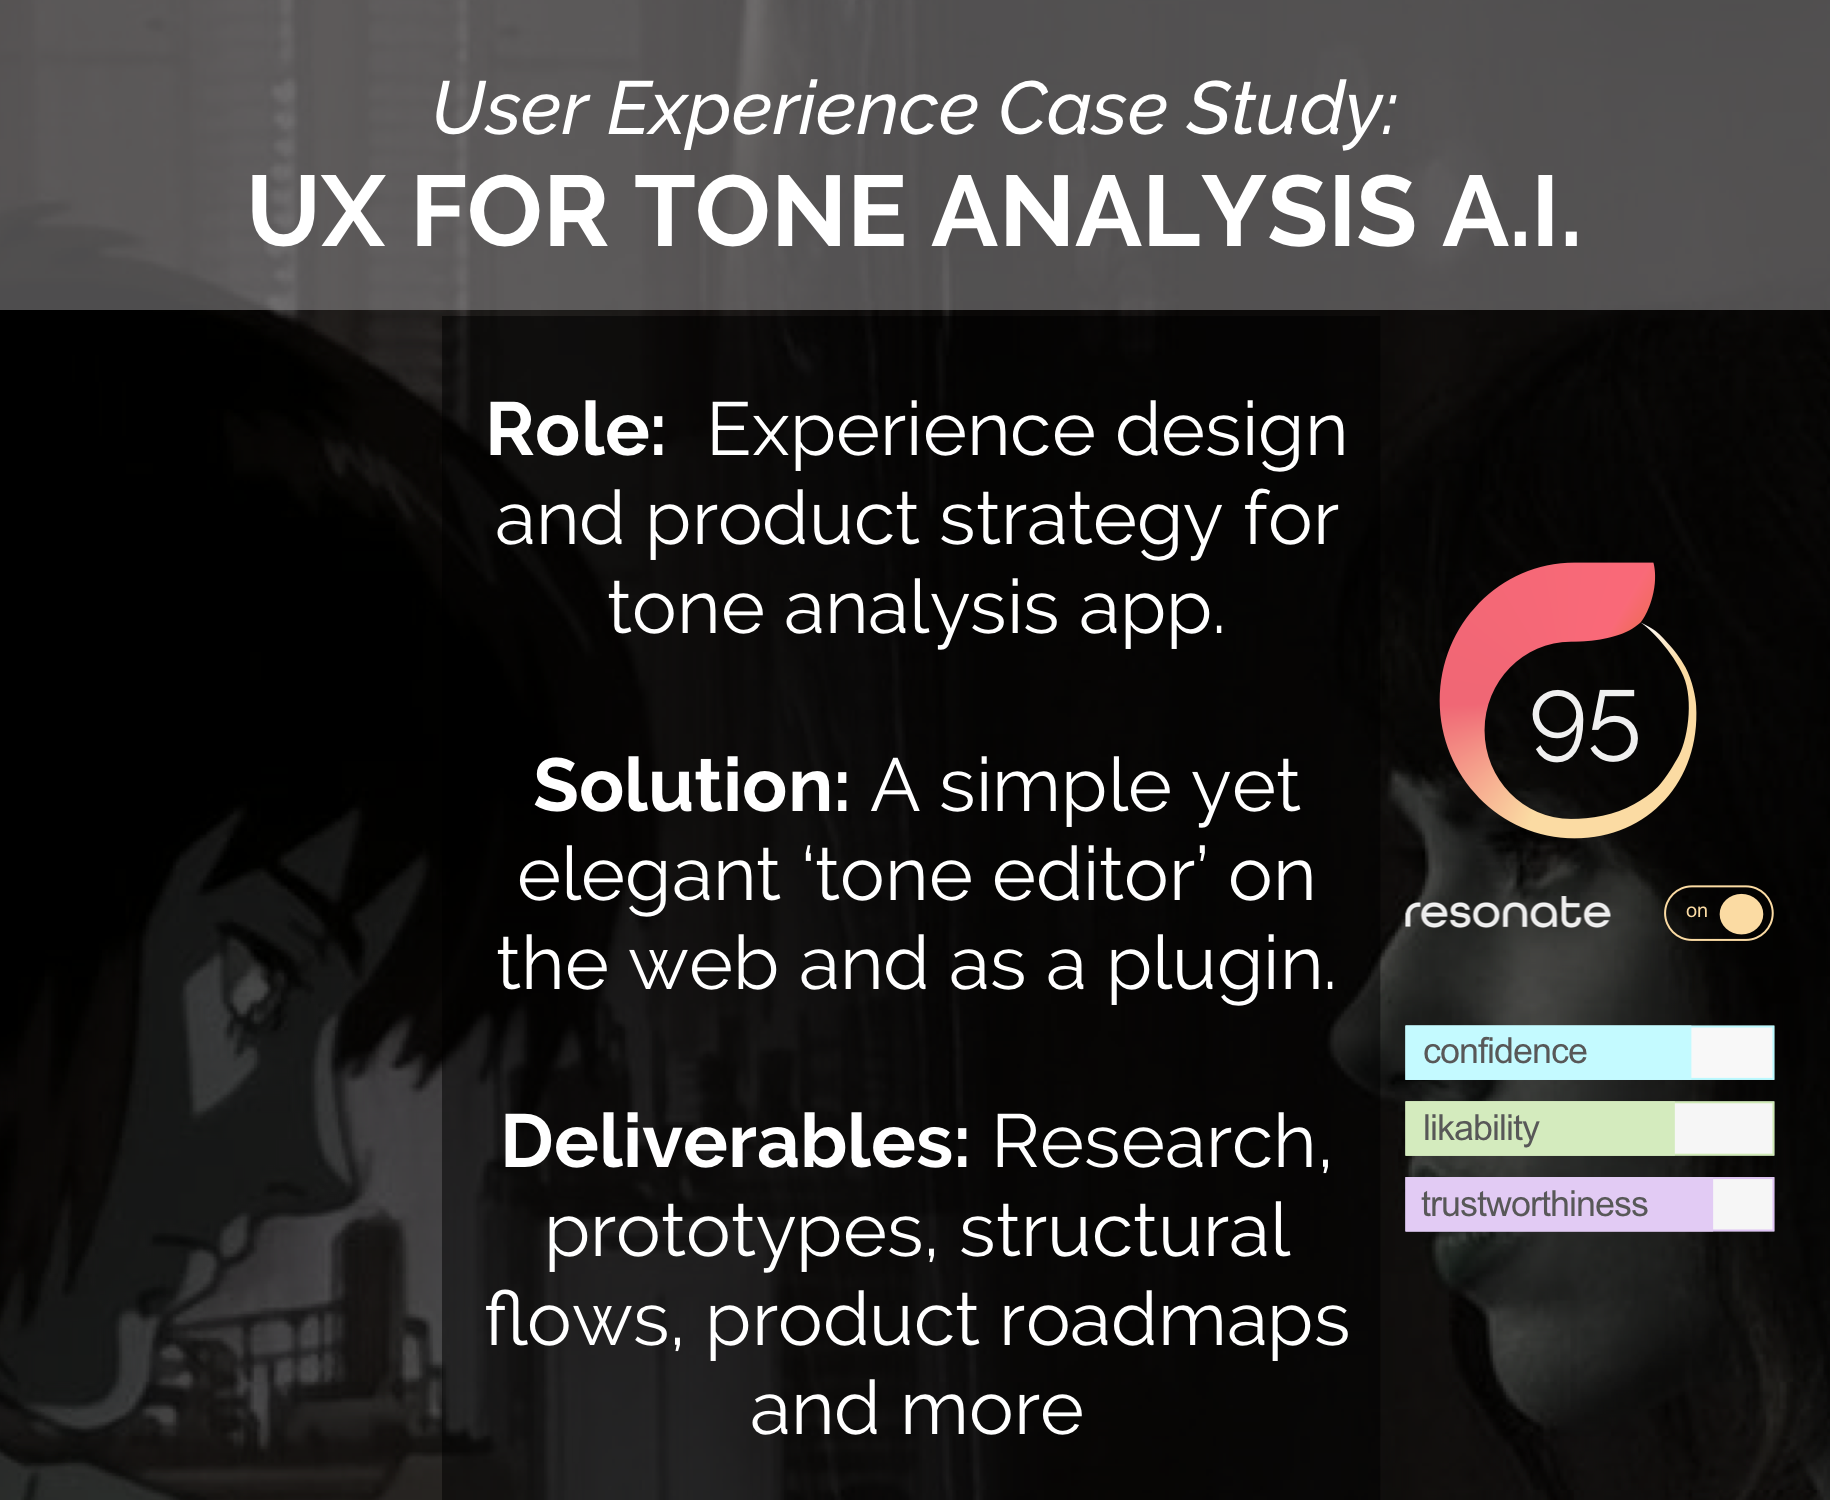 User Experience Case Study:
UX FOR TONE ANALYSIS A.I.
Role: Experience design
and product strategy for
tone analysis app.
Solution: A simple yet
elegant ‘tone editor’ on
the web and as a plugin.
Deliverables: Research,
prototypes, structural
flows, product roadmaps
and more
95
resonate on
confidence
likability
trustworthiness